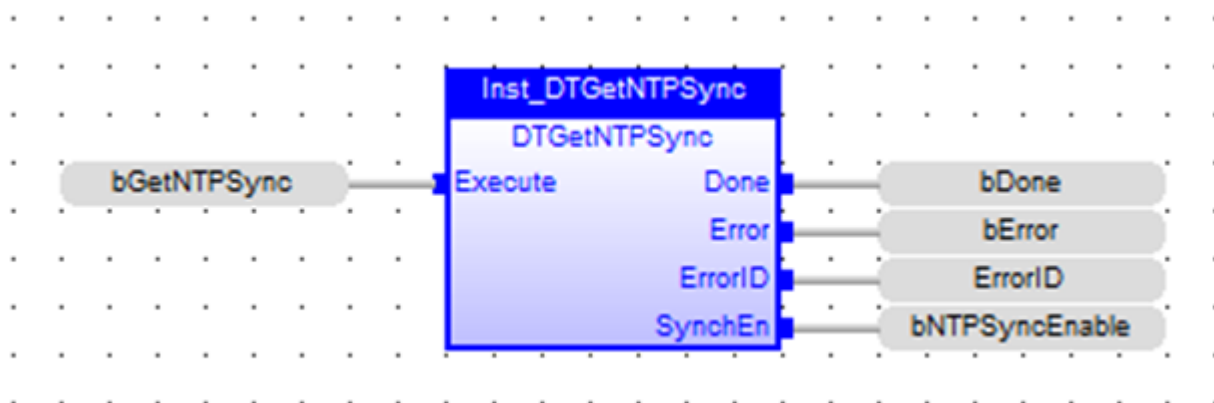 Inst_DTGetNTPSync
DTGetNTPSync
bGetNTPSync Execute Done bDone
Error bError
ErrorID ErrorID
SynchEn bNTPSyncEnable